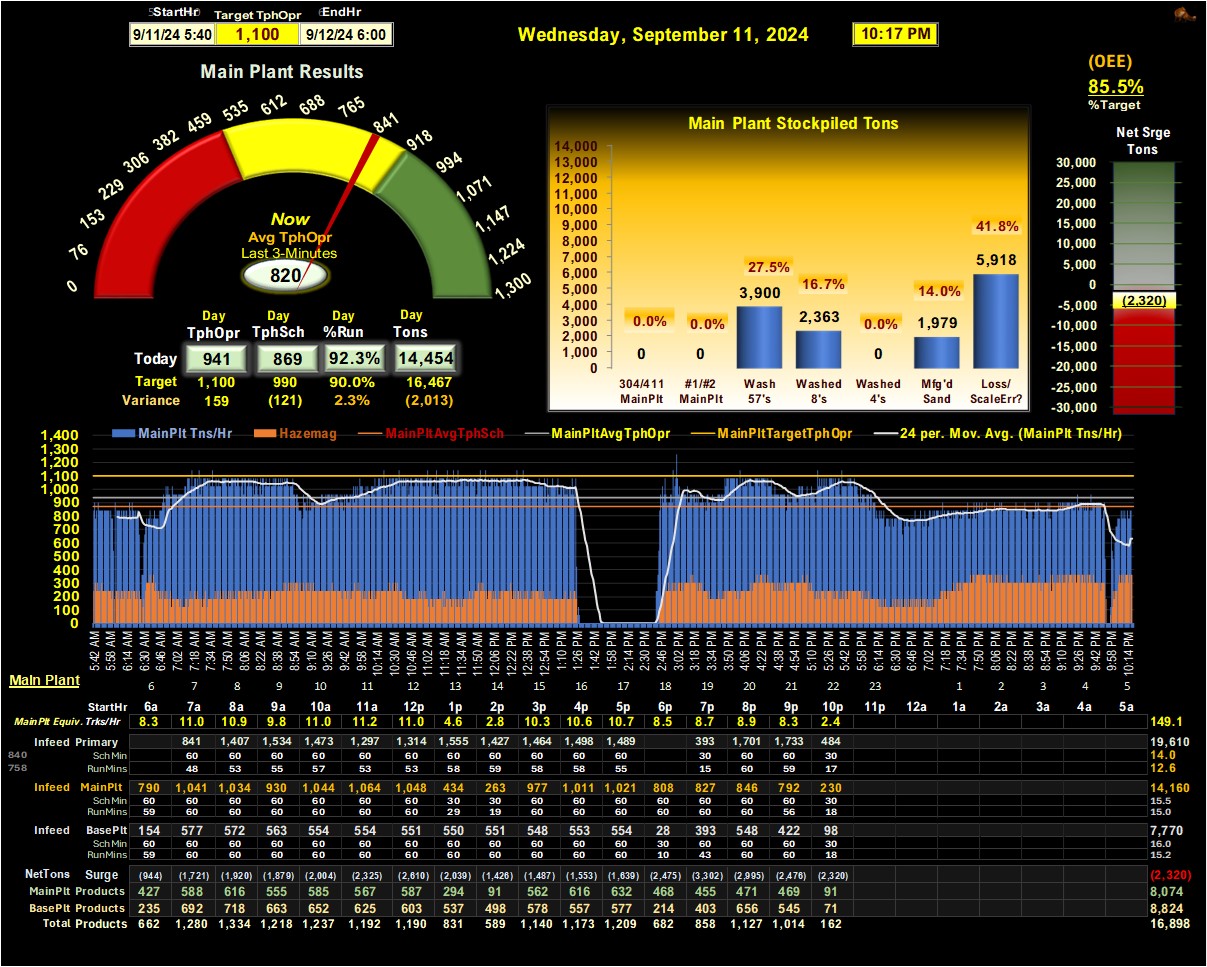 StartHr Target TphOpr EndHr
9/11/24 5:40 1,100 9/12/24 6:00
Wednesday, September 11, 2024 10:17 PM
(OEE)
85.5%
%Target
Main Plant Results
0 76 153 229 306 382 459 535 612 688 765 841 918 994 1,071 1,147 1,224 1,300
Now
Avg TphOpr
Last 3-Minutes
820
Day Day Day Day
TphOpr TphSch %Run Tons
Today 941 869 92.3% 14,454
Target 1,100 990 90.0% 16,467
Variance 159 (121) 2.3% (2,013)
Main Plant Stockpiled Tons
14,000
13,000
12,000
11,000
10,000
9,000
8,000
7,000
6,000
5,000
4,000
3,000
2,000
1,000
0
0.0% 0.0% 27.5% 16.7% 0.0% 14.0% 41.8%
0 0 3,900 2,363 0 1,979 5,918
304/411 #1/#2 Wash Washed Washed Mfg'd Loss/
MainPlt MainPlt 57's 8's 4's Sand ScaleErr?
Net Srge
Tons
30,000
25,000
20,000
15,000
10,000
5,000
0
(2,320)
-5,000
-10,000
-15,000
-20,000
-25,000
-30,000
MainPlt Tns/Hr Hazemag MainPltAvgTphSch MainPltAvgTphOpr MainPltTargetTphOpr 24 per. Mov. Avg. (MainPlt Tns/Hr)
1,400
1,300
1,200
1,100
1,000
900
800
700
600
500
400
300
200
100
0
5:42 AM 5:58 AM 6:14 AM 6:30 AM 6:46 AM 7:02 AM 7:18 AM 7:34 AM 7:50 AM 8:06 AM 8:22 AM 8:38 AM 8:54 AM 9:10 AM 9:26 AM 9:42 AM 9:58 AM 10:14 AM 10:30 AM 10:46 AM 11:02 AM 11:18 AM 11:34 AM 11:50 AM 12:06 PM 12:22 PM 12:38 PM 12:54 PM 1:10 PM 1:26 PM 1:42 PM 1:58 PM 2:14 PM 2:30 PM 2:46 PM 3:02 PM 3:18 PM 3:34 PM 3:50 PM 4:06 PM 4:22 PM 4:38 PM 4:54 PM 5:10 PM 5:26 PM 5:42 PM 5:58 PM 6:14 PM 6:30 PM 6:46 PM 7:02 PM 7:18 PM 7:34 PM 7:50 PM 8:06 PM 8:22 PM 8:38 PM 8:54 PM 9:10 PM 9:26 PM 9:42 PM 9:58 PM 10:14 PM
Main Plant 6 7 8 9 10 11 12 13 14 15 16 17 18 19 20 21 22 23 1 2 3 4 5
StartHr 6a 7a 8a 9a 10a 11a 12p 1p 2p 3p 4p 5p 6p 7p 8p 9p 10p 11p 12a 1a 2a 3a 4a 5a
MainPlt Equiv. Trks/Hr 8.3 11.0 10.9 9.8 11.0 11.2 11.0 4.6 2.8 10.3 10.6 10.7 8.5 8.7 8.9 8.3 2.4 149.1
Infeed Primary 841 1,407 1,534 1,473 1,297 1,314 1,555 1,427 1,464 1,498 1,489 393 1,701 1,733 484 19,610
840 Sch Min 60 60 60 60 60 60 60 60 60 60 60 30 60 60 30 14.0
758 RunMins 48 53 55 57 53 53 58 59 58 58 55 15 60 59 17 12.6
Infeed MainPlt 790 1,041 1,034 930 1,044 1,064 1,048 434 263 977 1,011 1,021 808 827 846 792 230 14,160
Sch Min 60 60 60 60 60 60 60 30 30 60 60 60 60 60 60 60 30 15.5
RunMins 59 60 60 60 60 60 60 29 19 60 60 60 60 60 60 56 18 15.0
Infeed BasePlt 154 577 572 563 554 554 551 550 551 548 553 554 28 393 548 422 98 7,770
Sch Min 60 60 60 60 60 60 60 60 60 60 60 60 30 60 60 60 30 16.0
RunMins 59 60 60 60 60 60 60 60 60 60 60 60 10 43 60 60 18 15.2
NetTons Surge (944) (1,721) (1,920) (1,879) (2,004) (2,325) (2,610) (2,039) (1,426) (1,487) (1,553) (1,639) (2,475) (3,302) (2,995) (2,476) (2,320) (2,320)
MainPlt Products 427 588 616 555 585 567 587 294 91 562 616 632 468 455 471 469 91 8,074
BasePlt Products 235 692 718 663 652 625 603 537 498 578 557 577 214 403 656 545 71 8,824
Total Products 662 1,280 1,334 1,218 1,237 1,192 1,190 831 589 1,140 1,173 1,209 682 858 1,127 1,014 162 16,898